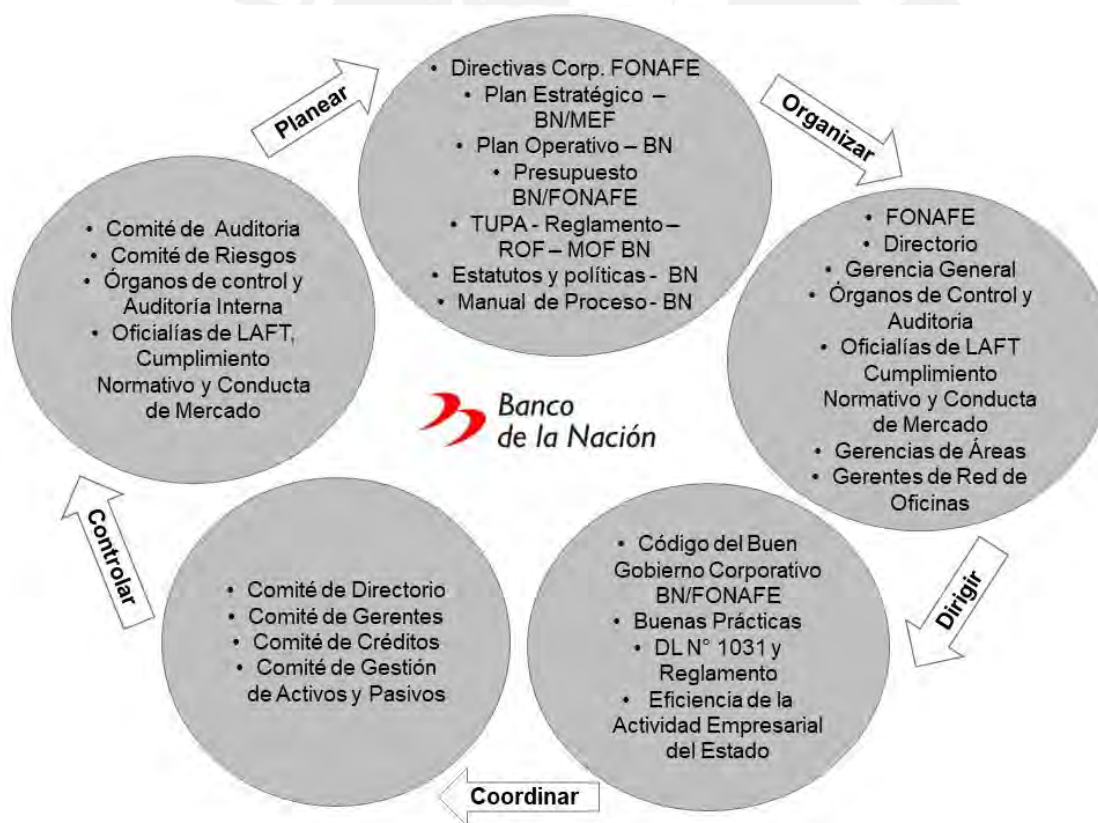 Planear
• Directivas Corp. FONAFE
• Plan Estratégico –
BN/MEF
• Plan Operativo – BN
• Presupuesto
BN/FONAFE
• TUPA - Reglamento –
ROF – MOF BN
• Estatutos y políticas - BN
• Manual de Proceso - BN
Organizar
• FONAFE
• Directorio
• Gerencia General
• Órganos de Control y
Auditoria
• Oficialías de LAFT
Cumplimiento
Normativo y Conducta
de Mercado
• Gerencias de Áreas
• Gerentes de Red de
Oficinas
Dirigir
• Código del Buen
Gobierno Corporativo
BN/FONAFE
• Buenas Prácticas
• DL N° 1031 y
Reglamento
• Eficiencia de la
Actividad Empresarial
del Estado
Coordinar
• Comité de Directorio
• Comité de Gerentes
• Comité de Créditos
• Comité de Gestión
de Activos y Pasivos
Controlar
• Comité de Auditoria
• Comité de Riesgos
• Órganos de control y
Auditoría Interna
• Oficialías de LAFT,
Cumplimiento
Normativo y Conducta
de Mercado
Banco
de la Nación